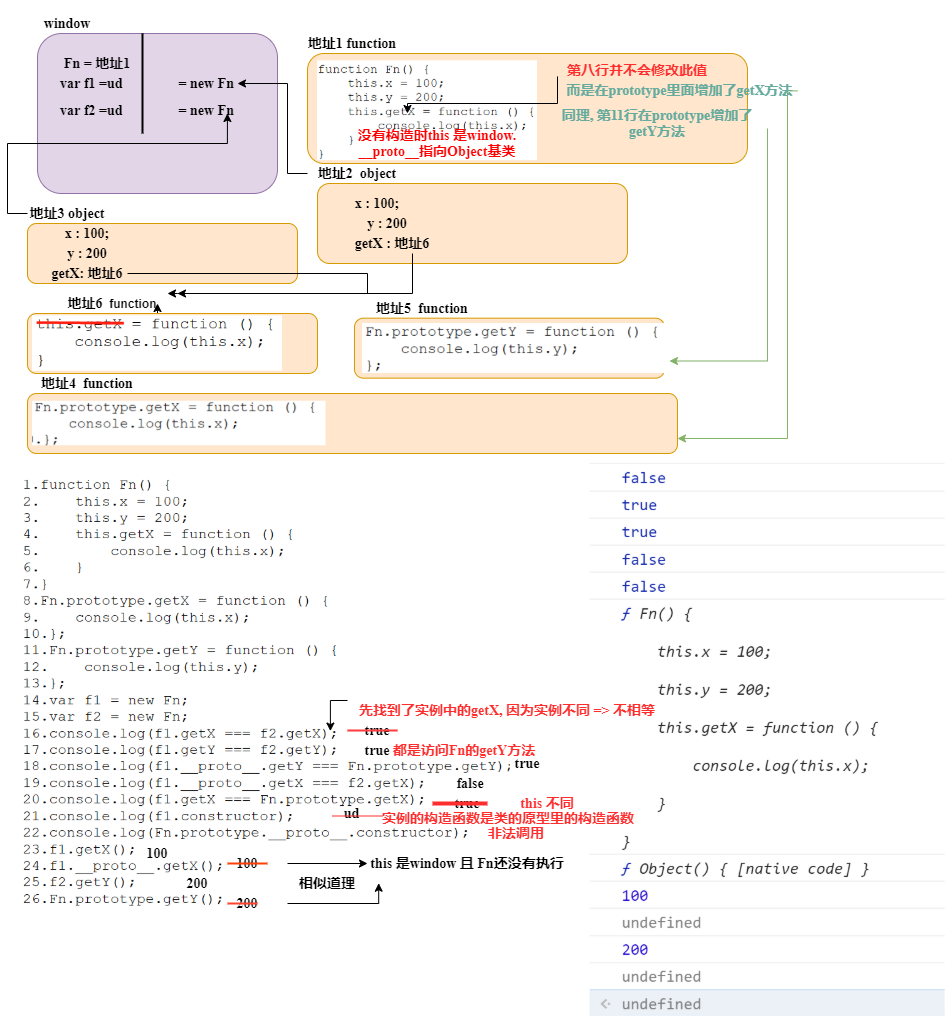 window
Fn = 地址1
var f1 =ud = new Fn
var f2 =ud = new Fn
地址1 function
function Fn() {
this.x = 100;
this.y = 200;
this.getX = function () {
console.log(this.x);
}
}
没有构造时this 是window.
__proto__指向Object基类
第八行并不会修改此值
而是在prototype里面增加了getX方法
同理, 第11行在prototype增加了
getY方法
地址2 object
x : 100;
y : 200
getX : 地址6
地址3 object
x : 100;
y : 200
getX: 地址6
地址6 function
this.getX = function () {
console.log(this.x);
}
地址5 function
Fn.prototype.getY = function () {
console.log(this.y);
};
地址4 function
Fn.prototype.getX = function () {
console.log(this.x);
.};
1.function Fn() {
2. this.x = 100;
3. this.y = 200;
4. this.getX = function () {
5. console.log(this.x);
6. }
7.}
8.Fn.prototype.getX = function () {
9. console.log(this.x);
10.};
11.Fn.prototype.getY = function () {
12. console.log(this.y);
13.};
14.var f1 = new Fn;
15.var f2 = new Fn;
先找到了实例中的getX, 因为实例不同 => 不相等
16.console.log(f1.getX === f2.getX); true
17.console.log(f1.getY === f2.getY); true 都是访问Fn的getY方法
18.console.log(f1.__proto__.getY === Fn.prototype.getY); true
19.console.log(f1.__proto__.getX === f2.getX); false
20.console.log(f1.getX === Fn.prototype.getX); true this 不同
21.console.log(f1.constructor); ud 实例的构造函数是类的原型里的构造函数
22.console.log(Fn.prototype.__proto__.constructor); 非法调用
23.f1.getX(); 100
24.f1.__proto__.getX(); 100 this 是window 且 Fn还没有执行
25.f2.getY(); 200 相似道理
26.Fn.prototype.getY(); 200
false
true
true
false
false
ƒ Fn() {
this.x = 100;
this.y = 200;
this.getX = function () {
console.log(this.x);
}
}
ƒ Object() { [native code] }
100
undefined
200
undefined
undefined